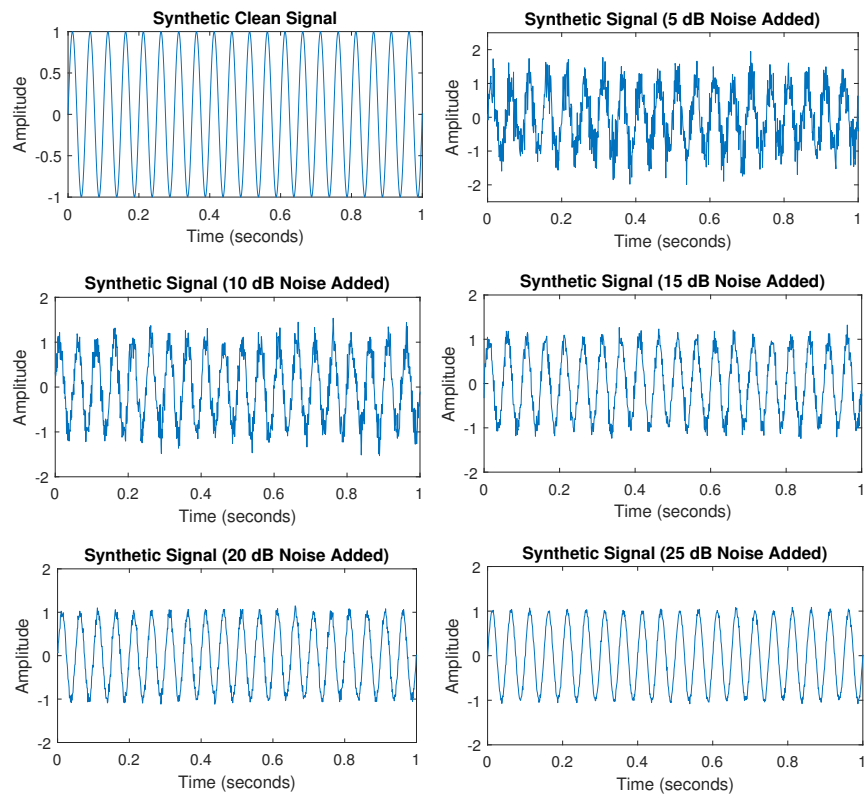 Synthetic Clean Signal
1
0.5
0
-0.5
-1
Amplitude
0 0.2 0.4 0.6 0.8 1
Time (seconds)
Synthetic Signal (5 dB Noise Added)
2
1
0
-1
-2
Amplitude
0 0.2 0.4 0.6 0.8 1
Time (seconds)
Synthetic Signal (10 dB Noise Added)
2
1
0
-1
-2
Amplitude
0 0.2 0.4 0.6 0.8 1
Time (seconds)
Synthetic Signal (15 dB Noise Added)
2
1
0
-1
-2
Amplitude
0 0.2 0.4 0.6 0.8 1
Time (seconds)
Synthetic Signal (20 dB Noise Added)
2
1
0
-1
-2
Amplitude
0 0.2 0.4 0.6 0.8 1
Time (seconds)
Synthetic Signal (25 dB Noise Added)
2
1
0
-1
-2
Amplitude
0 0.2 0.4 0.6 0.8 1
Time (seconds)